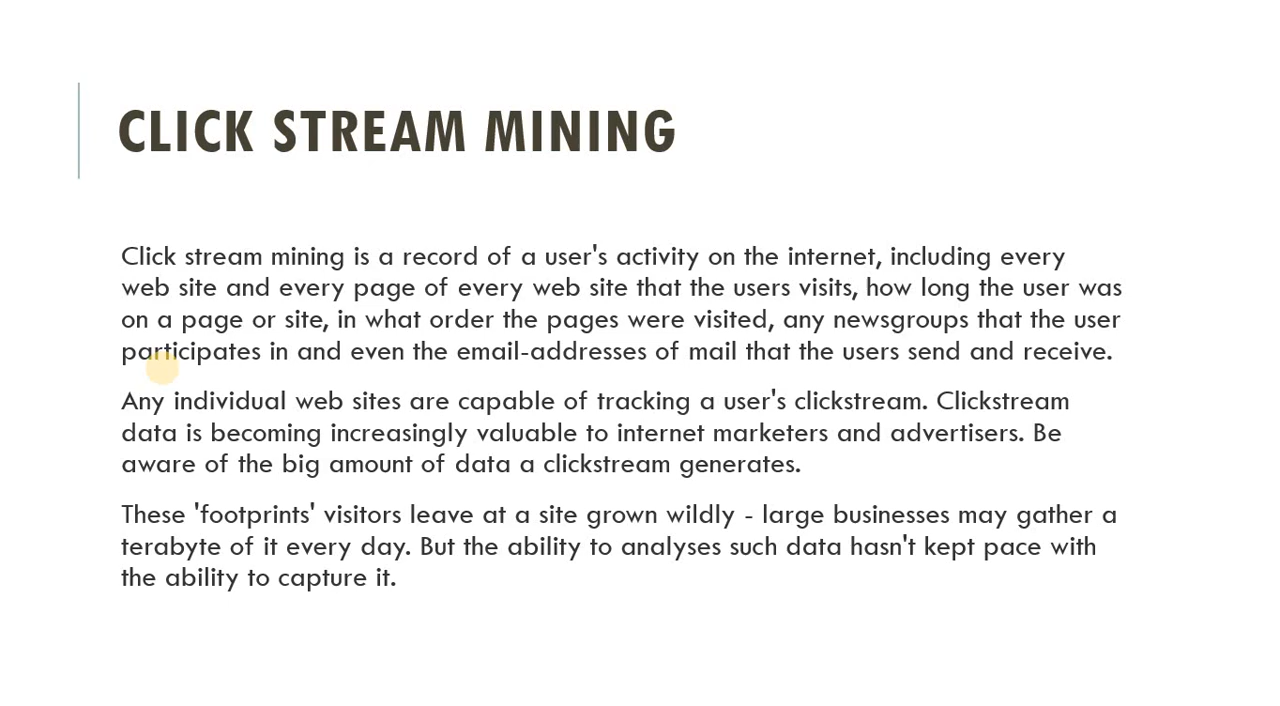 CLICK STREAM MINING
Click stream mining is a record of a user's activity on the internet, including every
web site and every page of every web site that the users visits, how long the user was
on a page or site, in what order the pages were visited, any newsgroups that the user
participates in and even the email-addresses of mail that the users send and receive.
Any individual web sites are capable of tracking a user's clickstream. Clickstream
data is becoming increasingly valuable to internet marketers and advertisers. Be
aware of the big amount of data a clickstream generates.
These 'footprints' visitors leave at a site grown wildly - large businesses may gather a
terabyte of it every day. But the ability to analyses such data hasn't kept pace with
the ability to capture it.